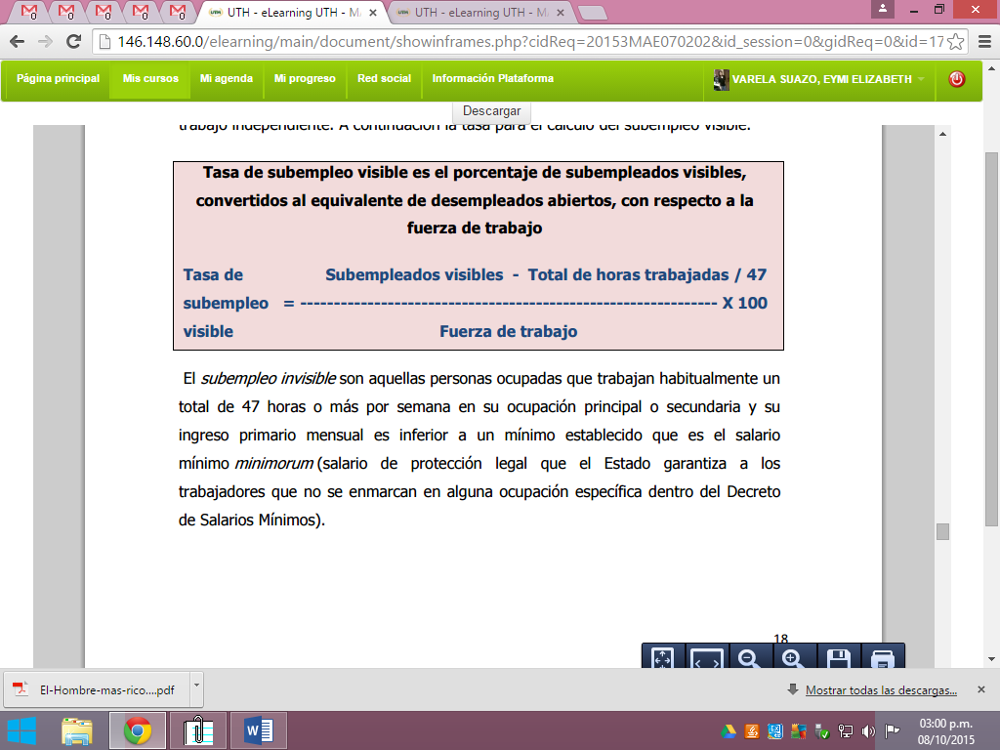 UTH - eLearning UTH - M
UTH - eLearning UTH - M
146.148.60.0/elearning/main/document/showinframes.php?cidReq=20153MAE070202&id_session=0&gidReq=0&id=17
Página principal Mis cursos Mi agenda Mi progreso Red social Información Plataforma VARELA SUAZO, EYMI ELIZABETH
Descargar
trabajo independiente. A continuación la tasa para el cálculo del subempleo visible.
Tasa de subempleo visible es el porcentaje de subempleados visibles,
convertidos al equivalente de desempleados abiertos, con respecto a la
fuerza de trabajo
Tasa de Subempleados visibles - Total de horas trabajadas / 47
subempleo = --------------------------------------------------------------- X 100
visible Fuerza de trabajo
El subempleo invisible son aquellas personas ocupadas que trabajan habitualmente un
total de 47 horas o más por semana en su ocupación principal o secundaria y su
ingreso primario mensual es inferior a un mínimo establecido que es el salario
mínimo minimorum (salario de protección legal que el Estado garantiza a los
trabajadores que no se enmarcan en alguna ocupación específica dentro del Decreto
de Salarios Mínimos).
18
El-Hombre-mas-rico....pdf
Mostrar todas las descargas...
03:00 p.m.
08/10/2015